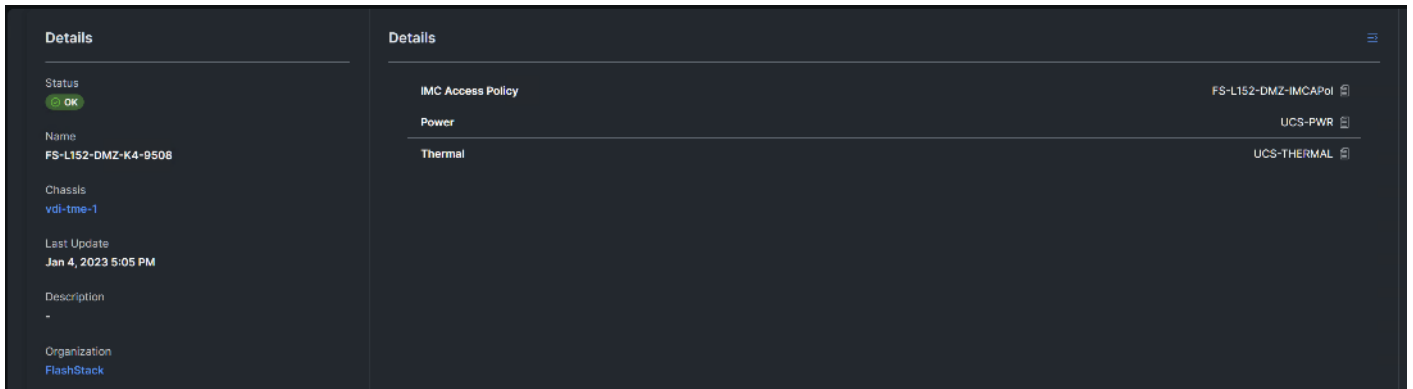 Details
Status
OK
Name
FS-L152-DMZ-K4-9508
Chassis
vdi-tme-1
Last Update
Jan 4, 2023 5:05 PM
Description
-
Organization
FlashStack
Details
IMC Access Policy FS-L152-DMZ-IMCAPol
Power UCS-PWR
Thermal UCS-THERMAL